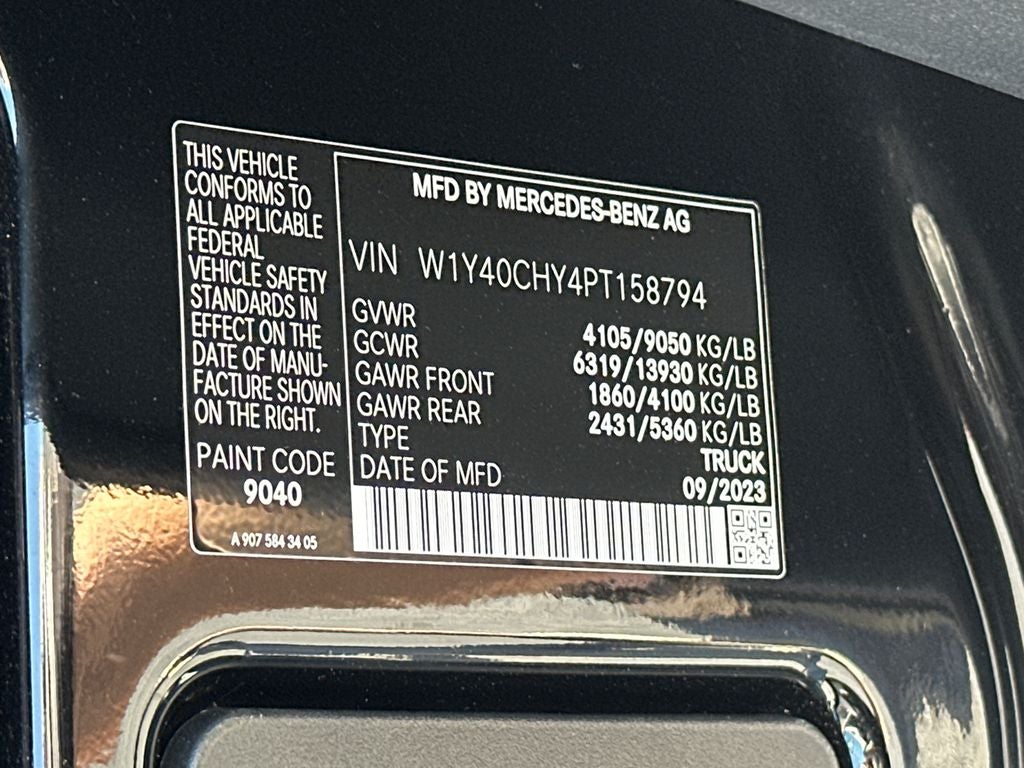 THIS VEHICLE
CONFORMS TO
ALL APPLICABLE
FEDERAL
VEHICLE SAFETY
STANDARDS IN
EFFECT ON THE
DATE OF MANU-
FACTURE SHOWN
ON THE RIGHT.
PAINT CODE
9040
A 907 584 34 05
MFD BY MERCEDES-BENZ AG
VIN W1Y40CHY4PT158794
GVWR 4105/9050 KG/LB
GCWR 6319/13930 KG/LB
GAWR FRONT 1860/4100 KG/LB
GAWR REAR 2431/5360 KG/LB
TYPE TRUCK
DATE OF MFD 09/2023